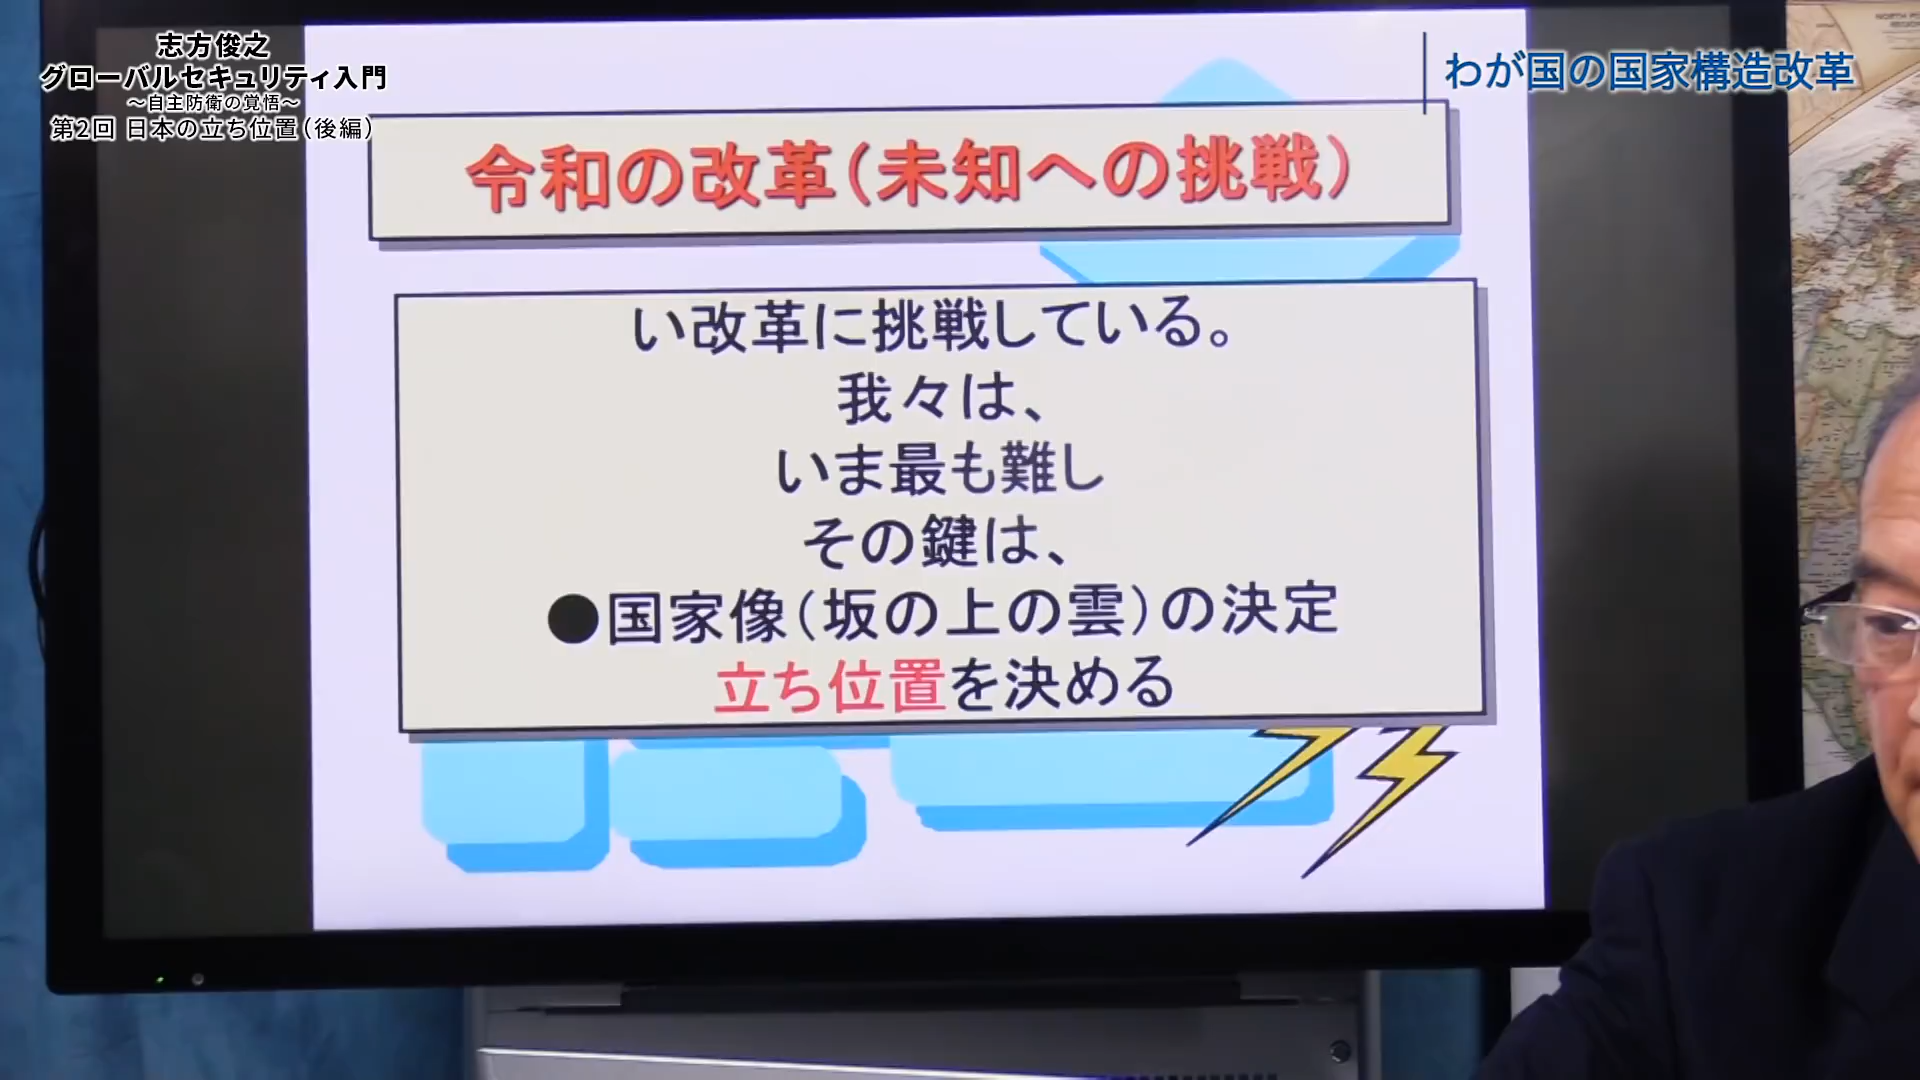 志方俊之
グローバルセキュリティ入門
～自主防衛の覚悟～
第2回 日本の立ち位置（後編）
わが国の国家構造改革
令和の改革（未知への挑戦）
い改革に挑戦している。
我々は、
いま最も難し
その鍵は、
●国家像（坂の上の雲）の決定
立ち位置を決める